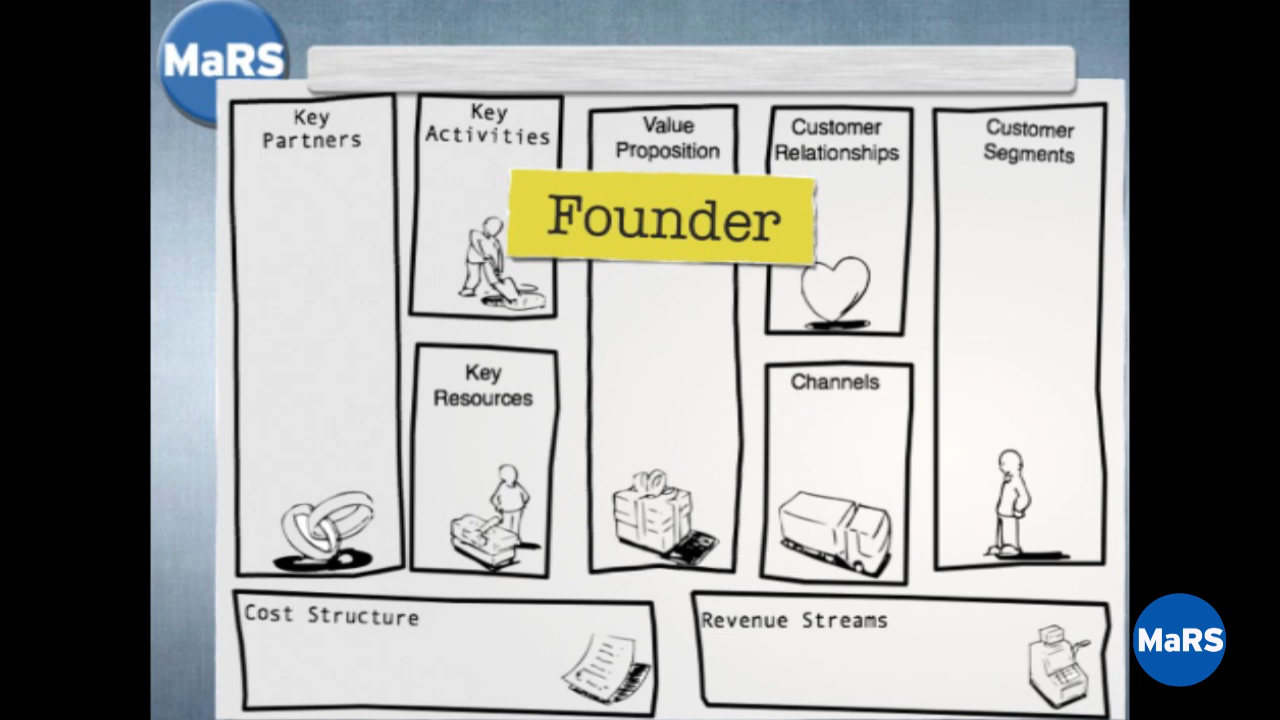 MaRS
Key
Partners
Key
Activities
Value
Proposition
Customer
Relationships
Customer
Segments
Founder
Key
Resources
Channels
Cost Structure
Revenue Streams
MaRS